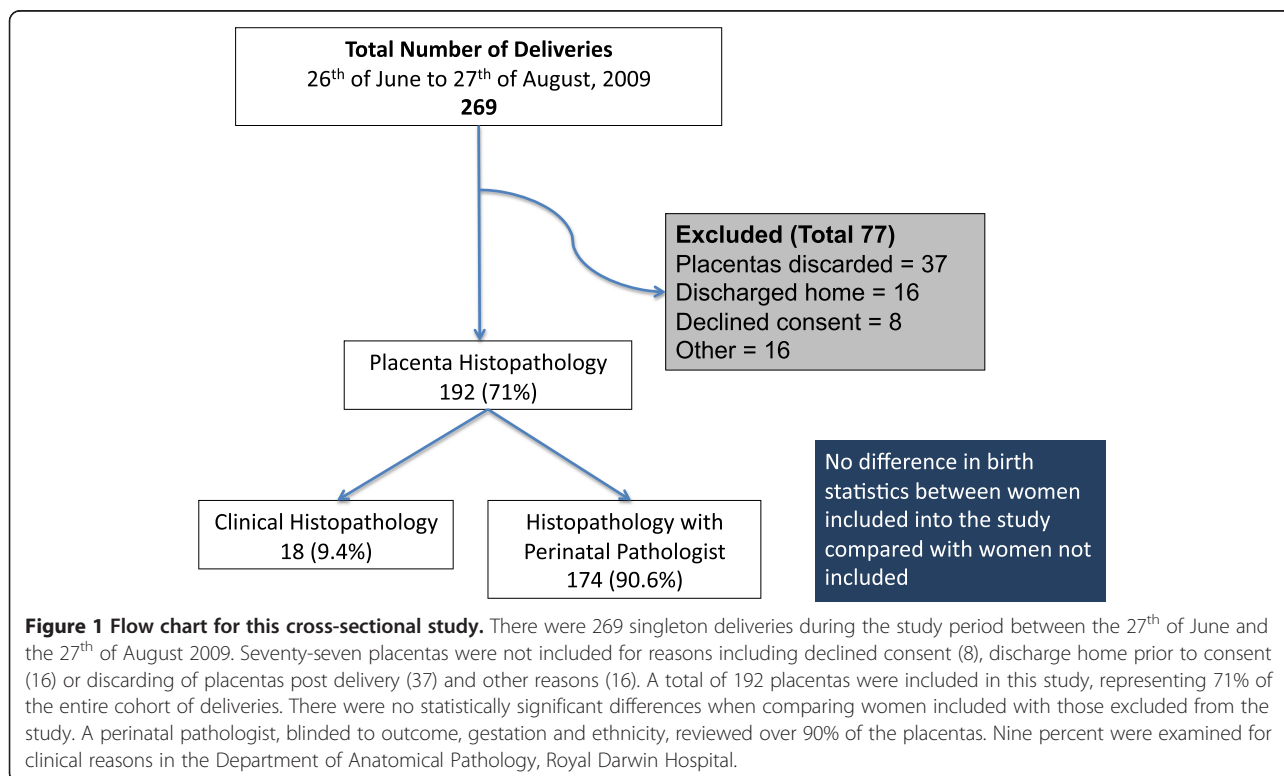 Total Number of Deliveries
26th of June to 27th of August, 2009
269
Excluded (Total 77)
Placentas discarded = 37
Discharged home = 16
Declined consent = 8
Other = 16
Placenta Histopathology
192 (71%)
Clinical Histopathology
18 (9.4%)
Histopathology with
Perinatal Pathologist
174 (90.6%)
No difference in birth
statistics between women
included into the study
compared with women not
included
Figure 1 Flow chart for this cross-sectional study. There were 269 singleton deliveries during the study period between the 27th of June and
the 27th of August 2009. Seventy-seven placentas were not included for reasons including declined consent (8), discharge home prior to consent
(16) or discarding of placentas post delivery (37) and other reasons (16). A total of 192 placentas were included in this study, representing 71% of
the entire cohort of deliveries. There were no statistically significant differences when comparing women included with those excluded from the
study. A perinatal pathologist, blinded to outcome, gestation and ethnicity, reviewed over 90% of the placentas. Nine percent were examined for
clinical reasons in the Department of Anatomical Pathology, Royal Darwin Hospital.